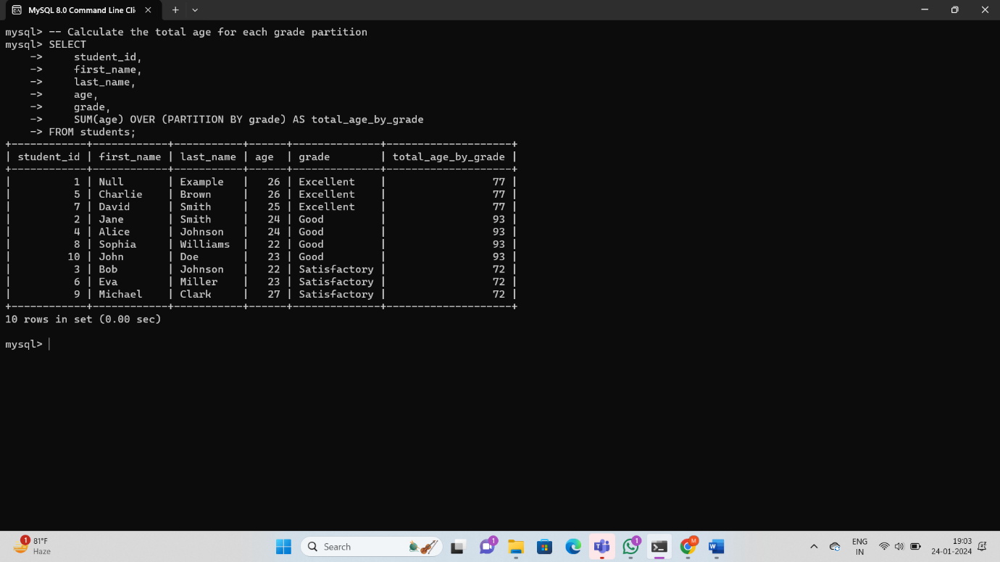 MySQL 8.0 Command Line Cli
mysql> -- Calculate the total age for each grade partition
mysql> SELECT
    ->     student_id,
    ->     first_name,
    ->     last_name,
    ->     age,
    ->     grade,
    ->     SUM(age) OVER (PARTITION BY grade) AS total_age_by_grade
    -> FROM students;
+------------+------------+-----------+------+--------------+--------------------+
| student_id | first_name | last_name | age  | grade        | total_age_by_grade |
+------------+------------+-----------+------+--------------+--------------------+
|          1 | Null       | Example   |   26 | Excellent    |                 77 |
|          5 | Charlie    | Brown     |   26 | Excellent    |                 77 |
|          7 | David      | Smith     |   25 | Excellent    |                 77 |
|          2 | Jane       | Smith     |   24 | Good         |                 93 |
|          4 | Alice      | Johnson   |   24 | Good         |                 93 |
|          8 | Sophia     | Williams  |   22 | Good         |                 93 |
|         10 | John       | Doe       |   23 | Good         |                 93 |
|          3 | Bob        | Johnson   |   22 | Satisfactory |                 72 |
|          6 | Eva        | Miller    |   23 | Satisfactory |                 72 |
|          9 | Michael    | Clark     |   27 | Satisfactory |                 72 |
+------------+------------+-----------+------+--------------+--------------------+
10 rows in set (0.00 sec)
mysql>
1
81°F
Haze
Search
1
1
M
ENG
IN
19:03
24-01-2024